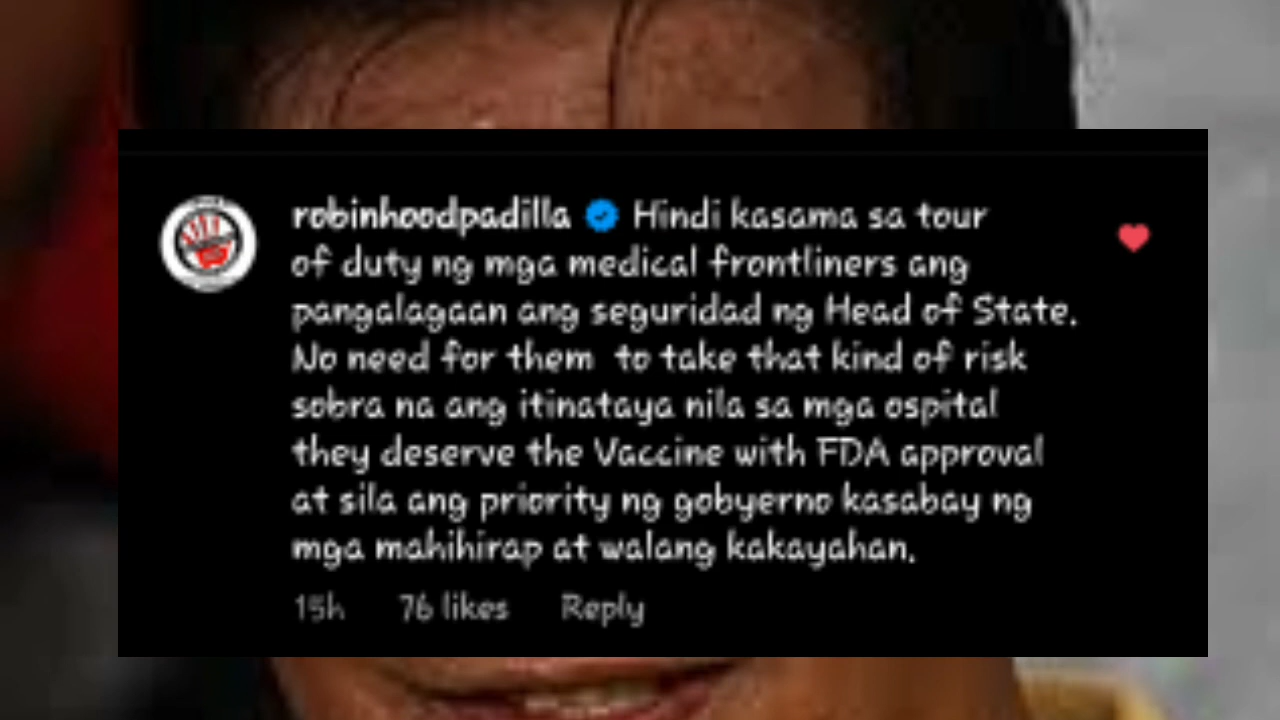 robinhoodpadilla Hindi kasama sa tour
of duty ng mga medical frontliners ang
pangalagaan ang seguridad ng Head of State.
No need for them to take that kind of risk
sobra na ang itinataya nila sa mga ospital
they deserve the Vaccine with FDA approval
at sila ang priority ng gobyerno kasabay ng
mga mahihirap at walang kakayahan.
15h 76 likes Reply